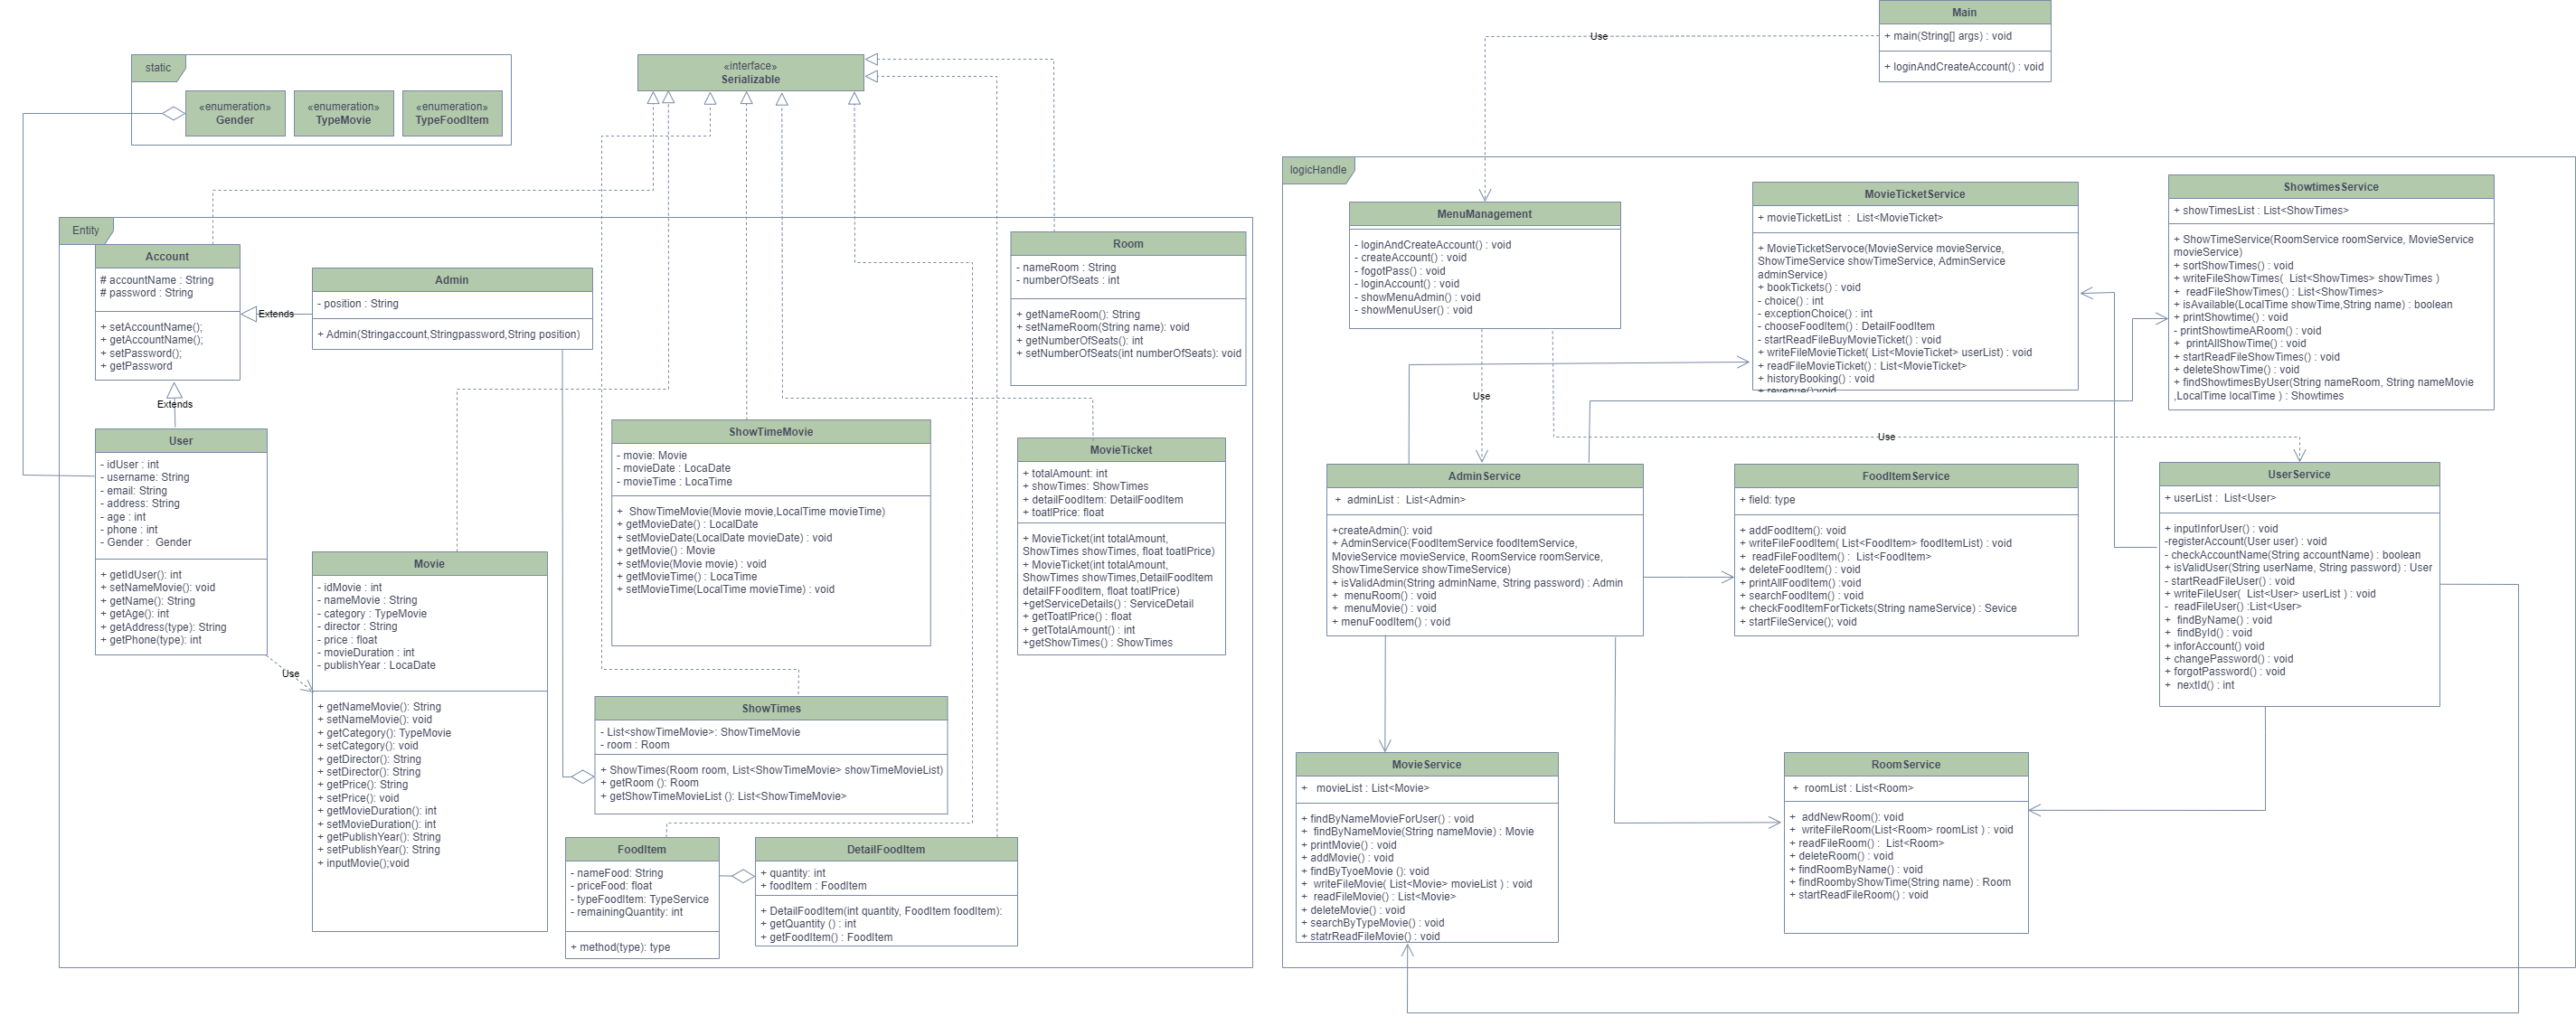 static
«enumeration»
Gender
«enumeration»
TypeMovie
«enumeration»
TypeFoodItem
«interface»
Serializable
Entity
Account
# accountName : String
# password : String
+ setAccountName();
+ getAccountName();
+ setPassword();
+ getPassword
Extends
Admin
- position : String
+ Admin(Stringaccount,Stringpassword,String position)
Extends
User
- idUser : int
- username: String
- email: String
- address: String
- age : int
- phone : int
- Gender :  Gender
+ getIdUser(): int
+ setNameMovie(): void
+ getName(): String
+ getAge(): int
+ getAddress(type): String
+ getPhone(type): int
Use
Movie
- idMovie : int
- nameMovie : String
- category : TypeMovie
- director : String
- price : float
- movieDuration : int
- publishYear : LocaDate
+ getNameMovie(): String
+ setNameMovie(): void
+ getCategory(): TypeMovie
+ setCategory(): void
+ getDirector(): String
+ setDirector(): String
+ getPrice(): String
+ setPrice(): void
+ getMovieDuration(): int
+ setMovieDuration(): int
+ getPublishYear(): String
+ setPublishYear(): String
+ inputMovie();void
ShowTimeMovie
- movie: Movie
- movieDate : LocaDate
- movieTime : LocaTime
+  ShowTimeMovie(Movie movie,LocalTime movieTime)
+ getMovieDate() : LocalDate
+ setMovieDate(LocalDate movieDate) : void
+ getMovie() : Movie
+ setMovie(Movie movie) : void
+ getMovieTime() : LocaTime
+ setMovieTime(LocalTime movieTime) : void
ShowTimes
- List<showTimeMovie>: ShowTimeMovie
- room : Room
+ ShowTimes(Room room, List<ShowTimeMovie> showTimeMovieList)
+ getRoom (): Room
+ getShowTimeMovieList (): List<ShowTimeMovie>
FoodItem
- nameFood: String
- priceFood: float
- typeFoodItem: TypeService
- remainingQuantity: int
+ method(type): type
DetailFoodItem
+ quantity: int
+ foodItem : FoodItem
+ DetailFoodItem(int quantity, FoodItem foodItem):
+ getQuantity () : int
+ getFoodItem() : FoodItem
Room
- nameRoom : String
- numberOfSeats : int
+ getNameRoom(): String
+ setNameRoom(String name): void
+ getNumberOfSeats(): int
+ setNumberOfSeats(int numberOfSeats): void
MovieTicket
+ totalAmount: int
+ showTimes: ShowTimes
+ detailFoodItem: DetailFoodItem
+ toatlPrice: float
+ MovieTicket(int totalAmount,
ShowTimes showTimes, float toatlPrice)
+ MovieTicket(int totalAmount,
ShowTimes showTimes,DetailFoodItem
detailFFoodItem, float toatlPrice)
+getServiceDetails() : ServiceDetail
+ getToatlPrice() : float
+ getTotalAmount() : int
+getShowTimes() : ShowTimes
Main
+ main(String[] args) : void
+ loginAndCreateAccount() : void
Use
logicHandle
MenuManagement
- loginAndCreateAccount() : void
- createAccount() : void
- fogotPass() : void
- loginAccount() : void
- showMenuAdmin() : void
- showMenuUser() : void
Use
Use
MovieTicketService
+ movieTicketList  :  List<MovieTicket>
+ MovieTicketServoce(MovieService movieService,
ShowTimeService showTimeService, AdminService
adminService)
+ bookTickets() : void
- choice() : int
- exceptionChoice() : int
- chooseFoodItem() : DetailFoodItem
- startReadFileBuyMovieTicket() : void
+ writeFileMovieTicket( List<MovieTicket> userList) : void
+ readFileMovieTicket() : List<MovieTicket>
+ historyBooking() : void
+ revenue():void
ShowtimesService
+ showTimesList : List<ShowTimes>
+ ShowTimeService(RoomService roomService, MovieService
movieService)
+ sortShowTimes() : void
+ writeFileShowTimes(  List<ShowTimes> showTimes )
+  readFileShowTimes() : List<ShowTimes>
+ isAvailable(LocalTime showTime,String name) : boolean
+ printShowtime() : void
- printShowtimeARoom() : void
+  printAllShowTime() : void
+ startReadFileShowTimes() : void
+ deleteShowTime() : void
+ findShowtimesByUser(String nameRoom, String nameMovie
,LocalTime localTime ) : Showtimes
AdminService
+  adminList :  List<Admin>
+createAdmin(): void
+ AdminService(FoodItemService foodItemService,
MovieService movieService, RoomService roomService,
ShowTimeService showTimeService)
+ isValidAdmin(String adminName, String password) : Admin
+  menuRoom() : void
+  menuMovie() : void
+ menuFoodItem() : void
FoodItemService
+ field: type
+ addFoodItem(): void
+ writeFileFoodItem( List<FoodItem> foodItemList) : void
+  readFileFoodItem() :  List<FoodItem>
+ deleteFoodItem() : void
+ printAllFoodItem() :void
+ searchFoodItem() : void
+ checkFoodItemForTickets(String nameService) : Sevice
+ startFileService(); void
UserService
+ userList :  List<User>
+ inputInforUser() : void
-registerAccount(User user) : void
- checkAccountName(String accountName) : boolean
+ isValidUser(String userName, String password) : User
- startReadFileUser() : void
+ writeFileUser(  List<User> userList ) : void
-  readFileUser() :List<User>
+  findByName() : void
+  findById() : void
+ inforAccount() void
+ changePassword() : void
+ forgotPassword() : void
+  nextId() : int
MovieService
+   movieList : List<Movie>
+ findByNameMovieForUser() : void
+  findByNameMovie(String nameMovie) : Movie
+ printMovie() : void
+ addMovie() : void
+ findByTyoeMovie (): void
+  writeFileMovie( List<Movie> movieList ) : void
+  readFileMovie() : List<Movie>
+ deleteMovie() : void
+ searchByTypeMovie() : void
+ statrReadFileMovie() : void
RoomService
+  roomList : List<Room>
+  addNewRoom(): void
+  writeFileRoom(List<Room> roomList ) : void
+ readFileRoom() :  List<Room>
+ deleteRoom() : void
+ findRoomByName() : void
+ findRoombyShowTime(String name) : Room
+ startReadFileRoom() : void